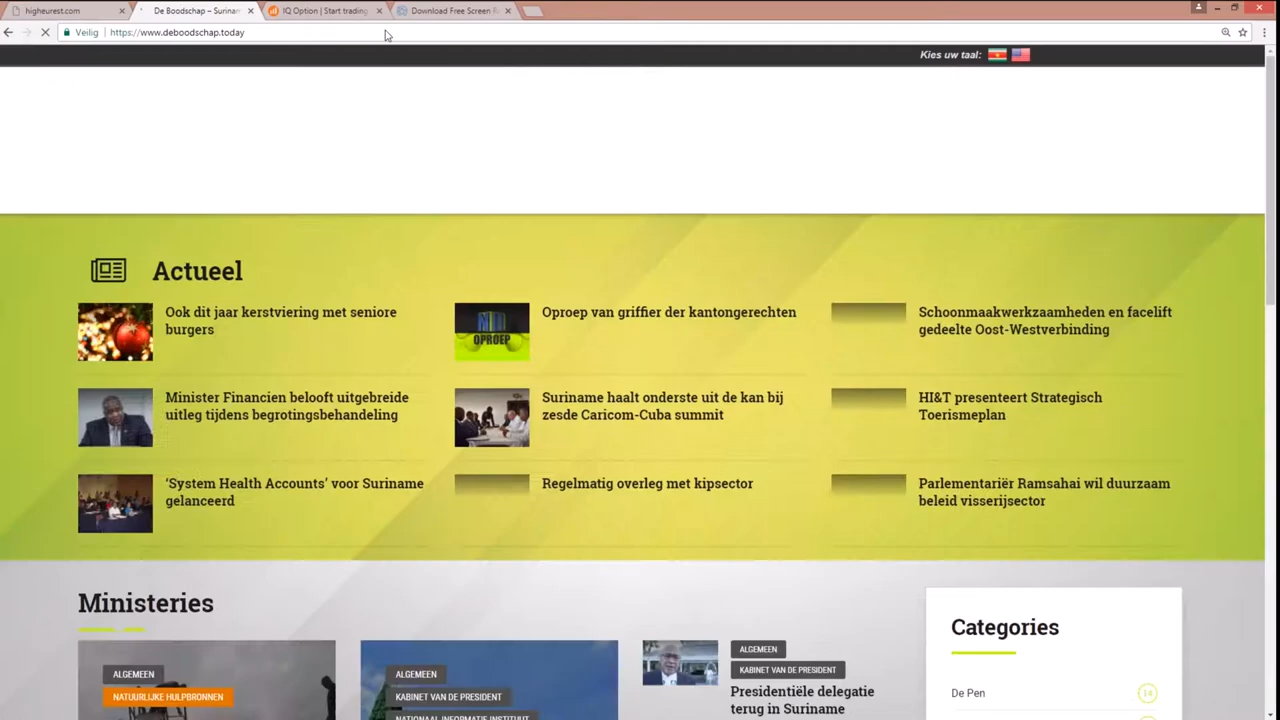 higheurest.com
De Boodschap – Surinam
IQ Option | Start trading
Download Free Screen R
Veilig
https://www.deboodschap.today
Kies uw taal:
Actueel
Ook dit jaar kerstviering met seniore
burgers
Oproep van griffier der kantongerechten
OPROEP
Schoonmaakwerkzaamheden en facelift
gedeelte Oost-Westverbinding
Minister Financien belooft uitgebreide
uitleg tijdens begrotingsbehandeling
Suriname haalt onderste uit de kan bij
zesde Caricom-Cuba summit
HI&T presenteert Strategisch
Toerismeplan
‘System Health Accounts’ voor Suriname
gelanceerd
Regelmatig overleg met kipsector
Parlementariër Ramsahai wil duurzaam
beleid visserijsector
Ministeries
ALGEMEEN
NATUURLIJKE HULPBRONNEN
ALGEMEEN
KABINET VAN DE PRESIDENT
NATIONAAL INFORMATIE INSTITUUT
ALGEMEEN
KABINET VAN DE PRESIDENT
Presidentiële delegatie
terug in Suriname
Categories
De Pen
14